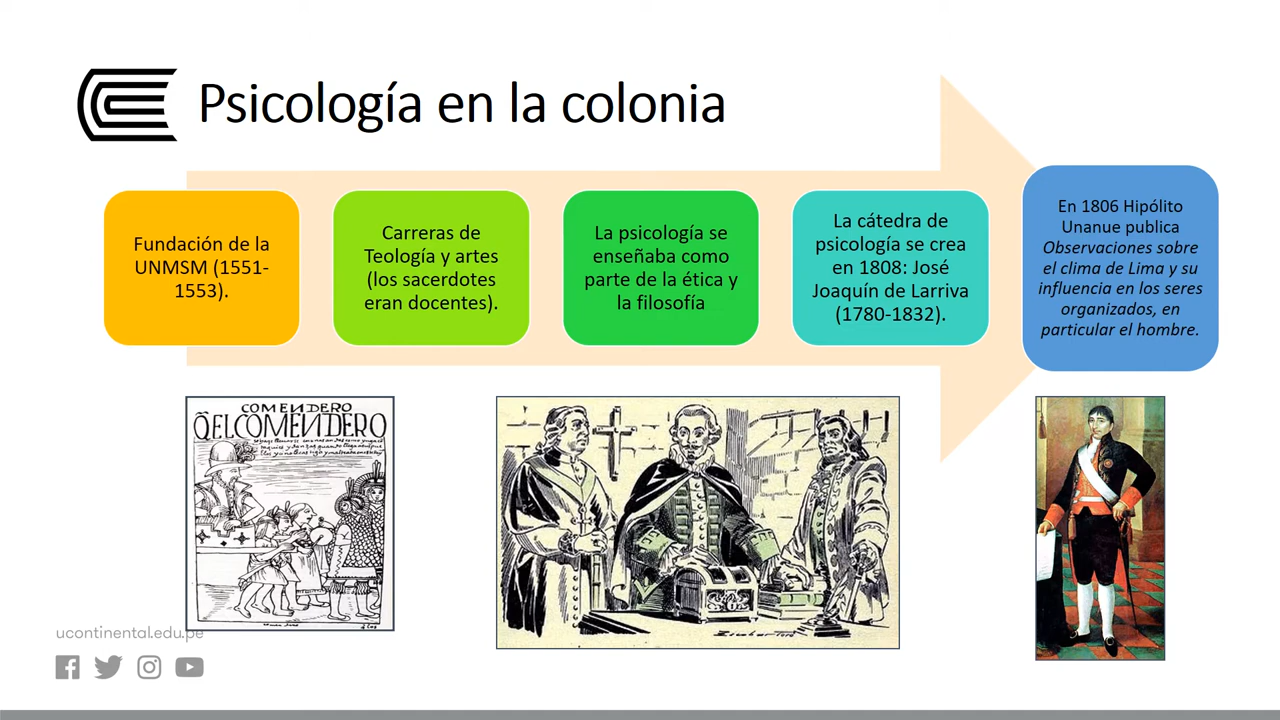 Psicología en la colonia
Fundación de la
UNMSM (1551-
1553).
Carreras de
Teología y artes
(los sacerdotes
eran docentes).
La psicología se
enseñaba como
parte de la ética y
la filosofía
La cátedra de
psicología se crea
en 1808: José
Joaquín de Larriva
(1780-1832).
En 1806 Hipólito
Unanue publica
Observaciones sobre
el clima de Lima y su
influencia en los seres
organizados, en
particular el hombre.
COMENDERO
Q̃ELCOMENDERO
ucontinental.edu.pe